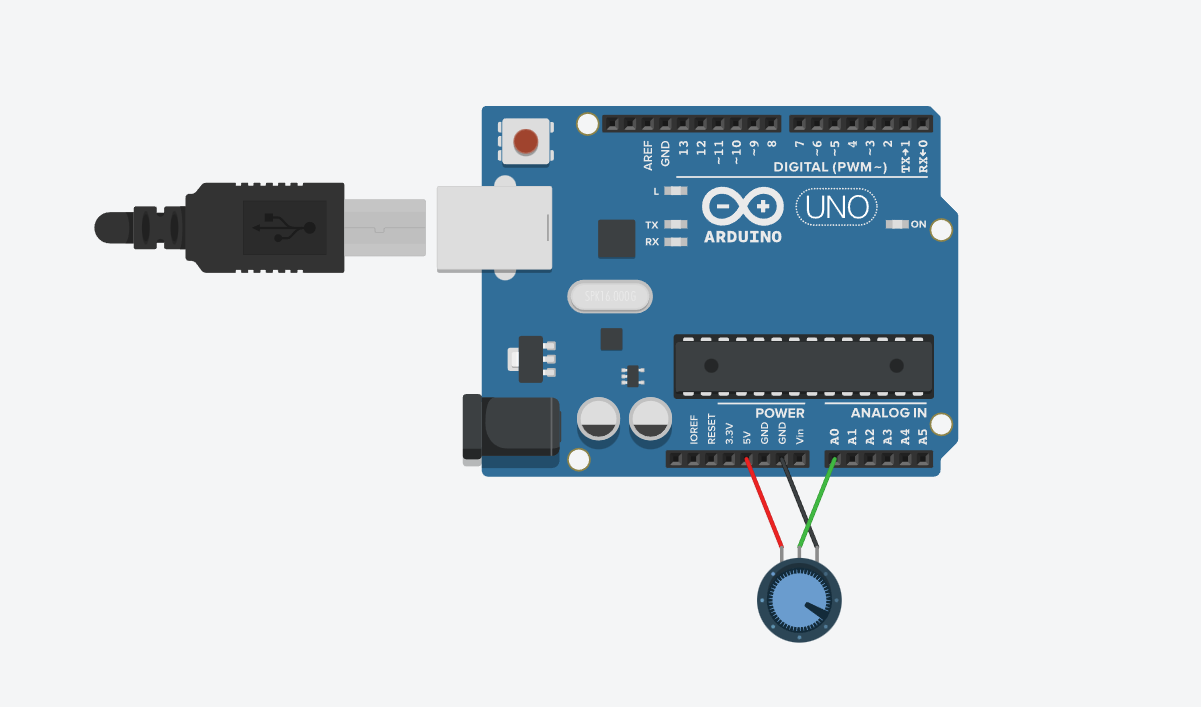 AREF
GND
13
12
~11
~10
~9
8
7
~6
~5
4
~3
2
TX→1
RX←0
DIGITAL (PWM~)
L
TX
RX
UNO
ARDUINO
ON
POWER
ANALOG IN
IOREF
RESET
3.3V
5V
GND
GND
Vin
A0
A1
A2
A3
A4
A5